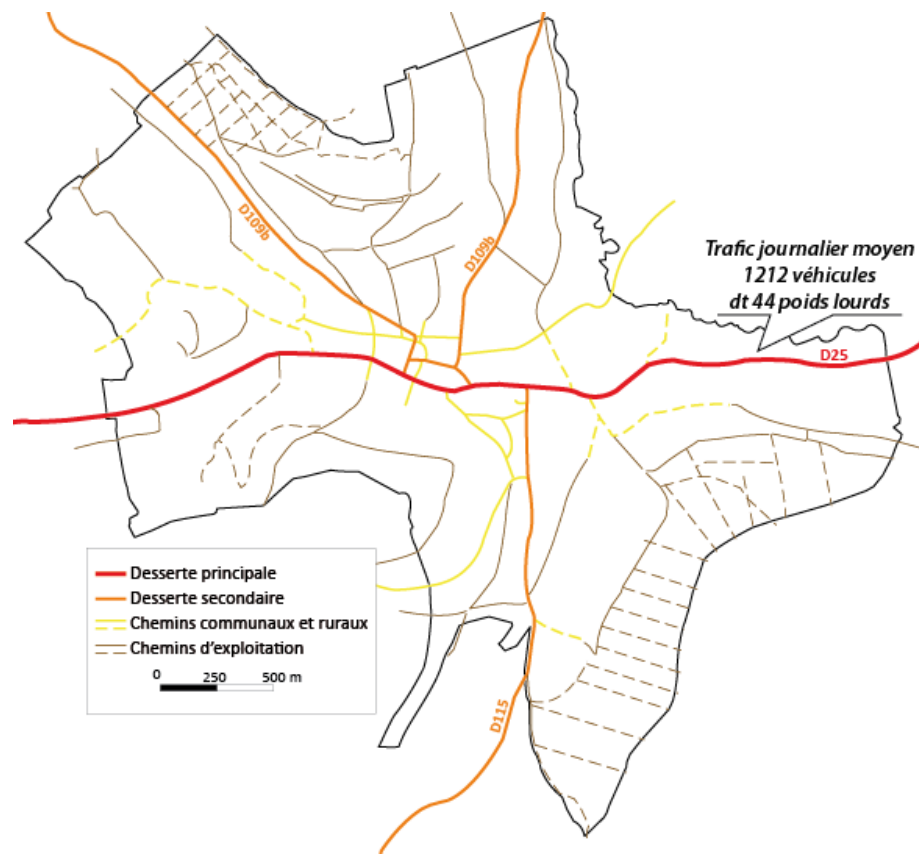 D109b
D109b
Trafic journalier moyen
1212 véhicules
dt 44 poids lourds
D25
Desserte principale
Desserte secondaire
Chemins communaux et ruraux
Chemins d'exploitation
0 250 500 m
D115